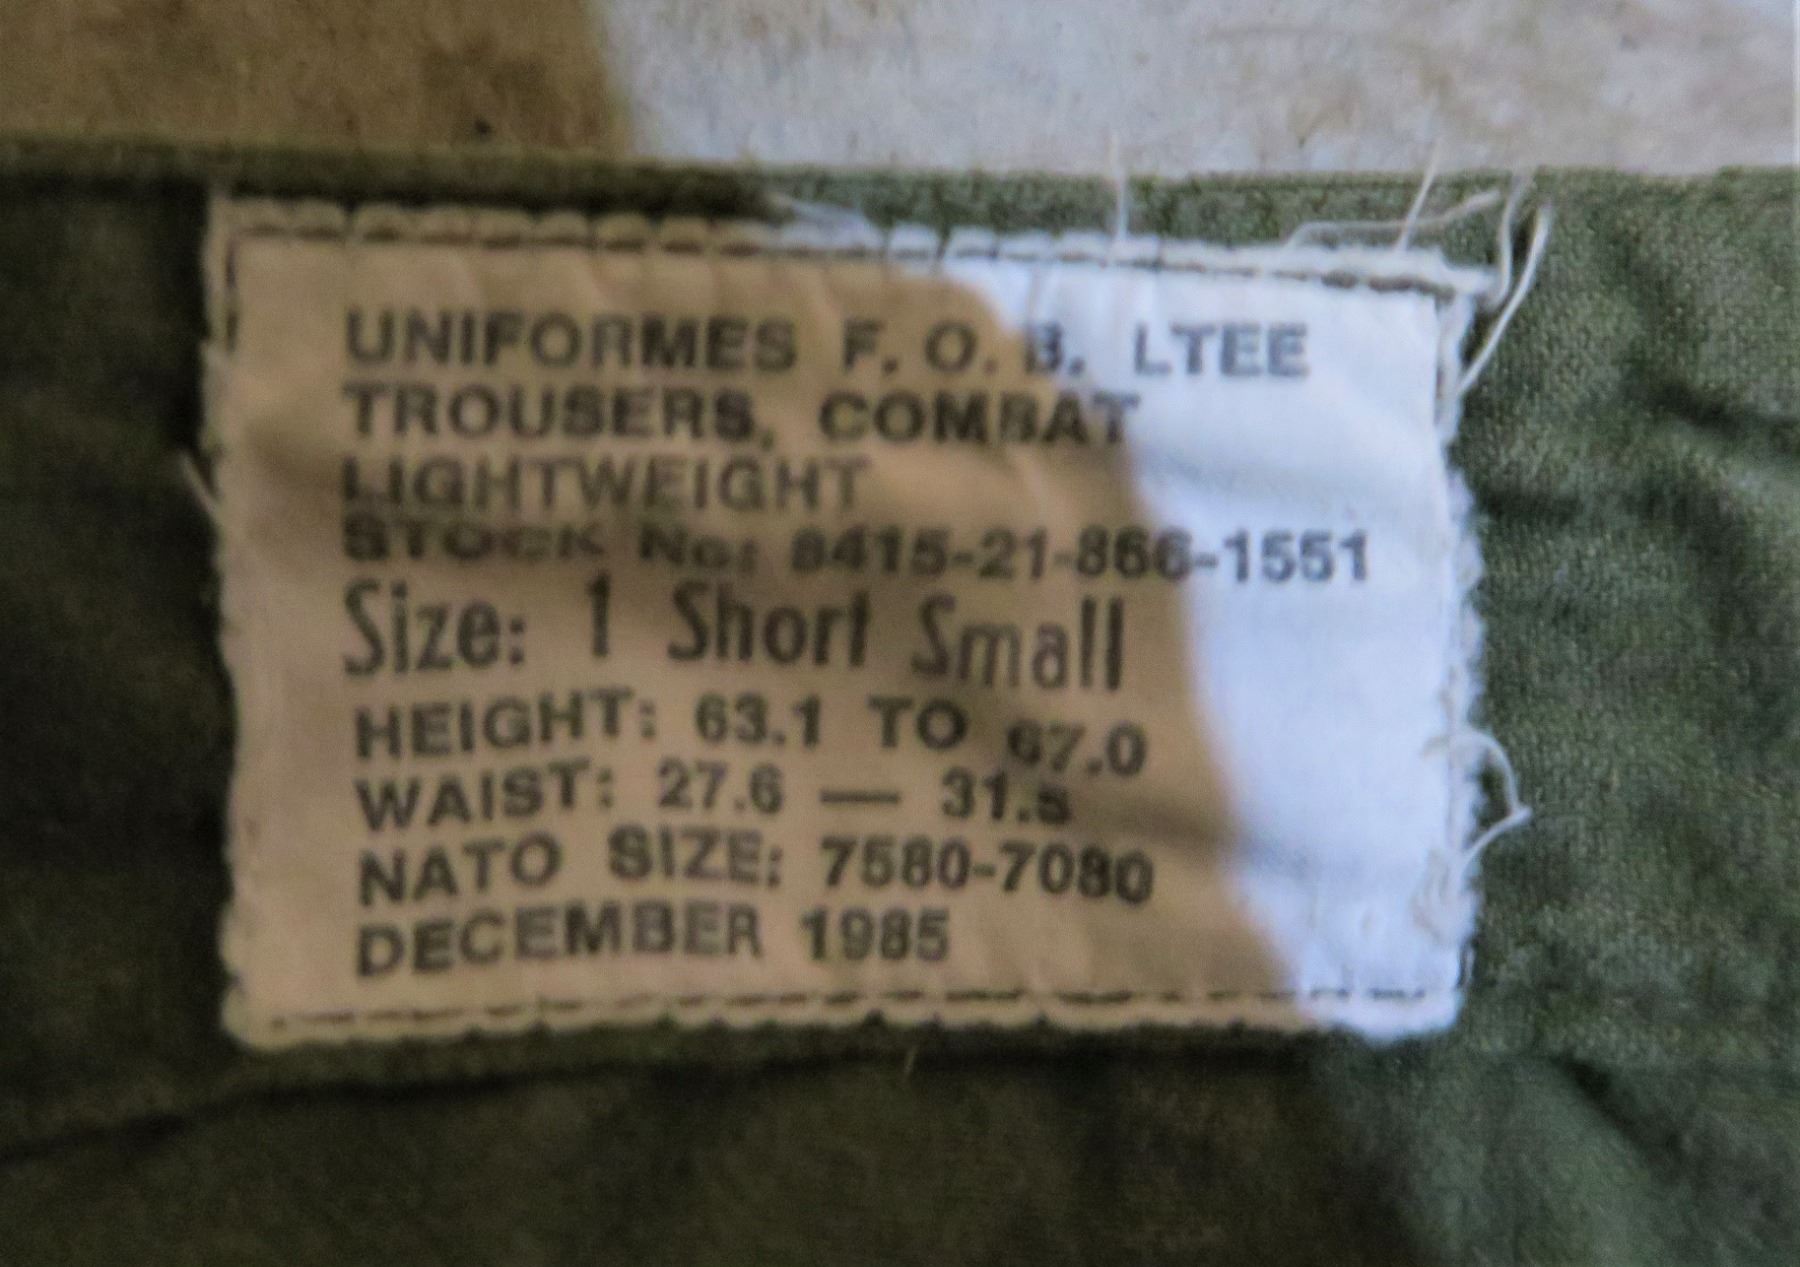 UNIFORMES F. O. B. LTEE
TROUSERS, COMBAT
LIGHTWEIGHT
STOCK No: 8415-21-866-1551
Size: 1 Short Small
HEIGHT: 63.1 TO 67.0
WAIST: 27.6 — 31.5
NATO SIZE: 7580-7080
DECEMBER 1985